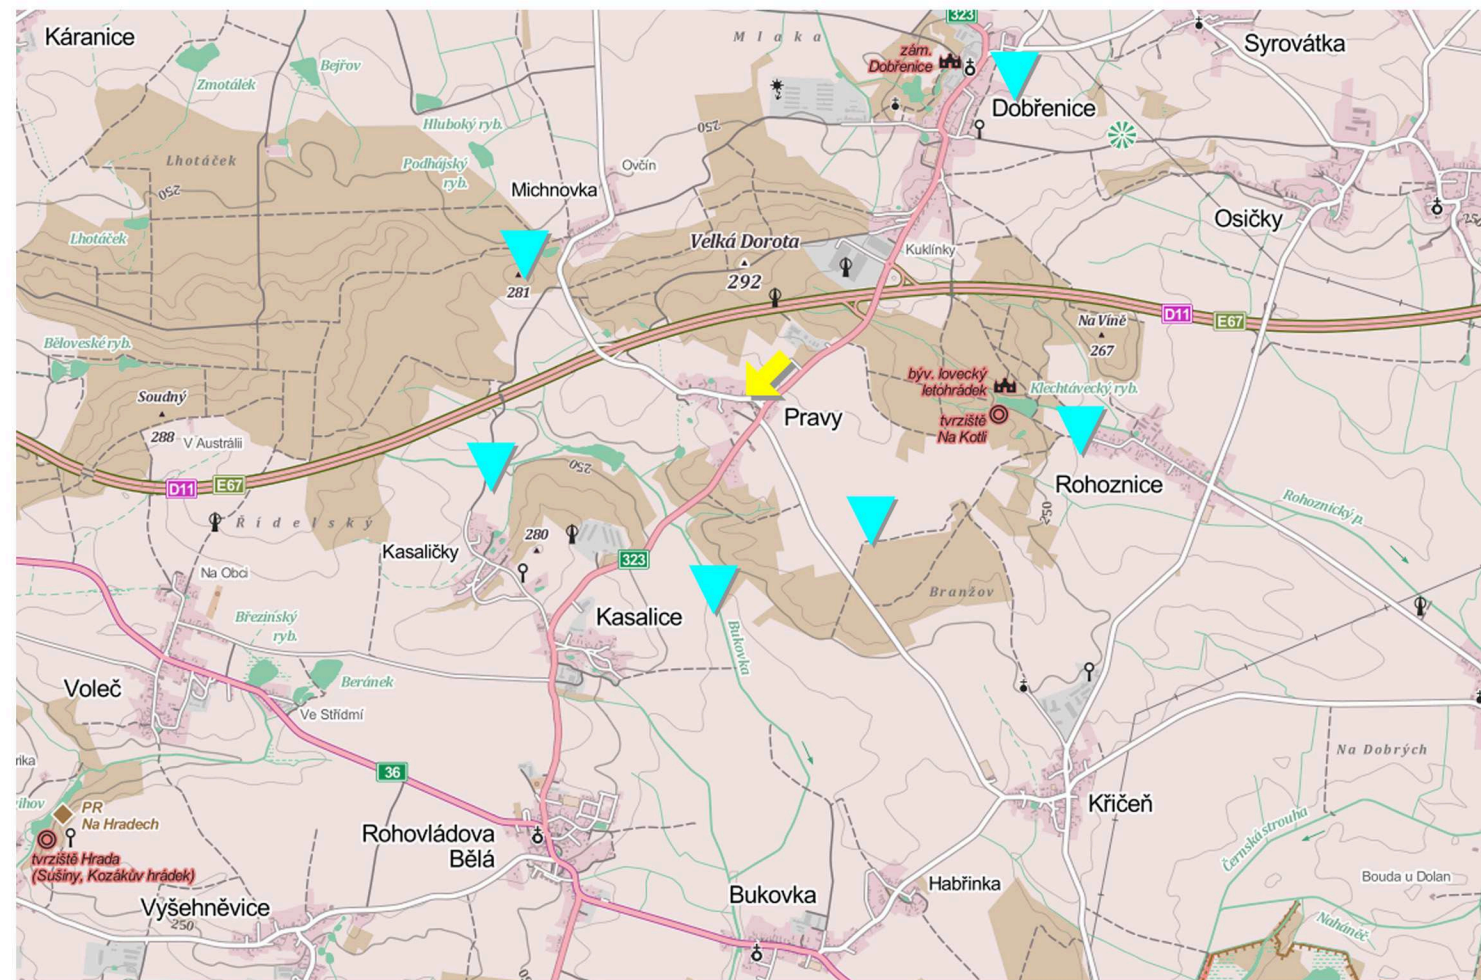 323
Káranice
Mlaka
zám.
Dobřenice
Syrovátka
Zmotálek
Bejřov
Dobřenice
Hluboký ryb.
250
Lhotáček
250
Podhájský
ryb.
Ovčín
Michnovka
Osičky
Lhotáček
Velká Dorota
292
Kuklínky
281
D11
E67
Na Víně
267
Běloveské ryb.
býv. lovecký
letohrádek
Klechtávecký ryb.
Soudný
288
V Austrálii
Pravy
tvrziště
Na Kotli
250
D11
E67
Rohoznice
Rohoznický p.
250
Řídelský
280
Kasaličky
323
Na Obci
Branžov
Březinský
ryb.
Kasalice
Bukovka
Voleč
Beránek
Ve Střídmí
Na Dobrých
36
PR
Na Hradech
Křičeň
Rohovládova
Bělá
Černská strouha
tvrziště Hrada
(Sušiny, Kozákův hrádek)
Bouda u Dolan
Habřinka
Bukovka
Vyšehněvice
250
Naháněč